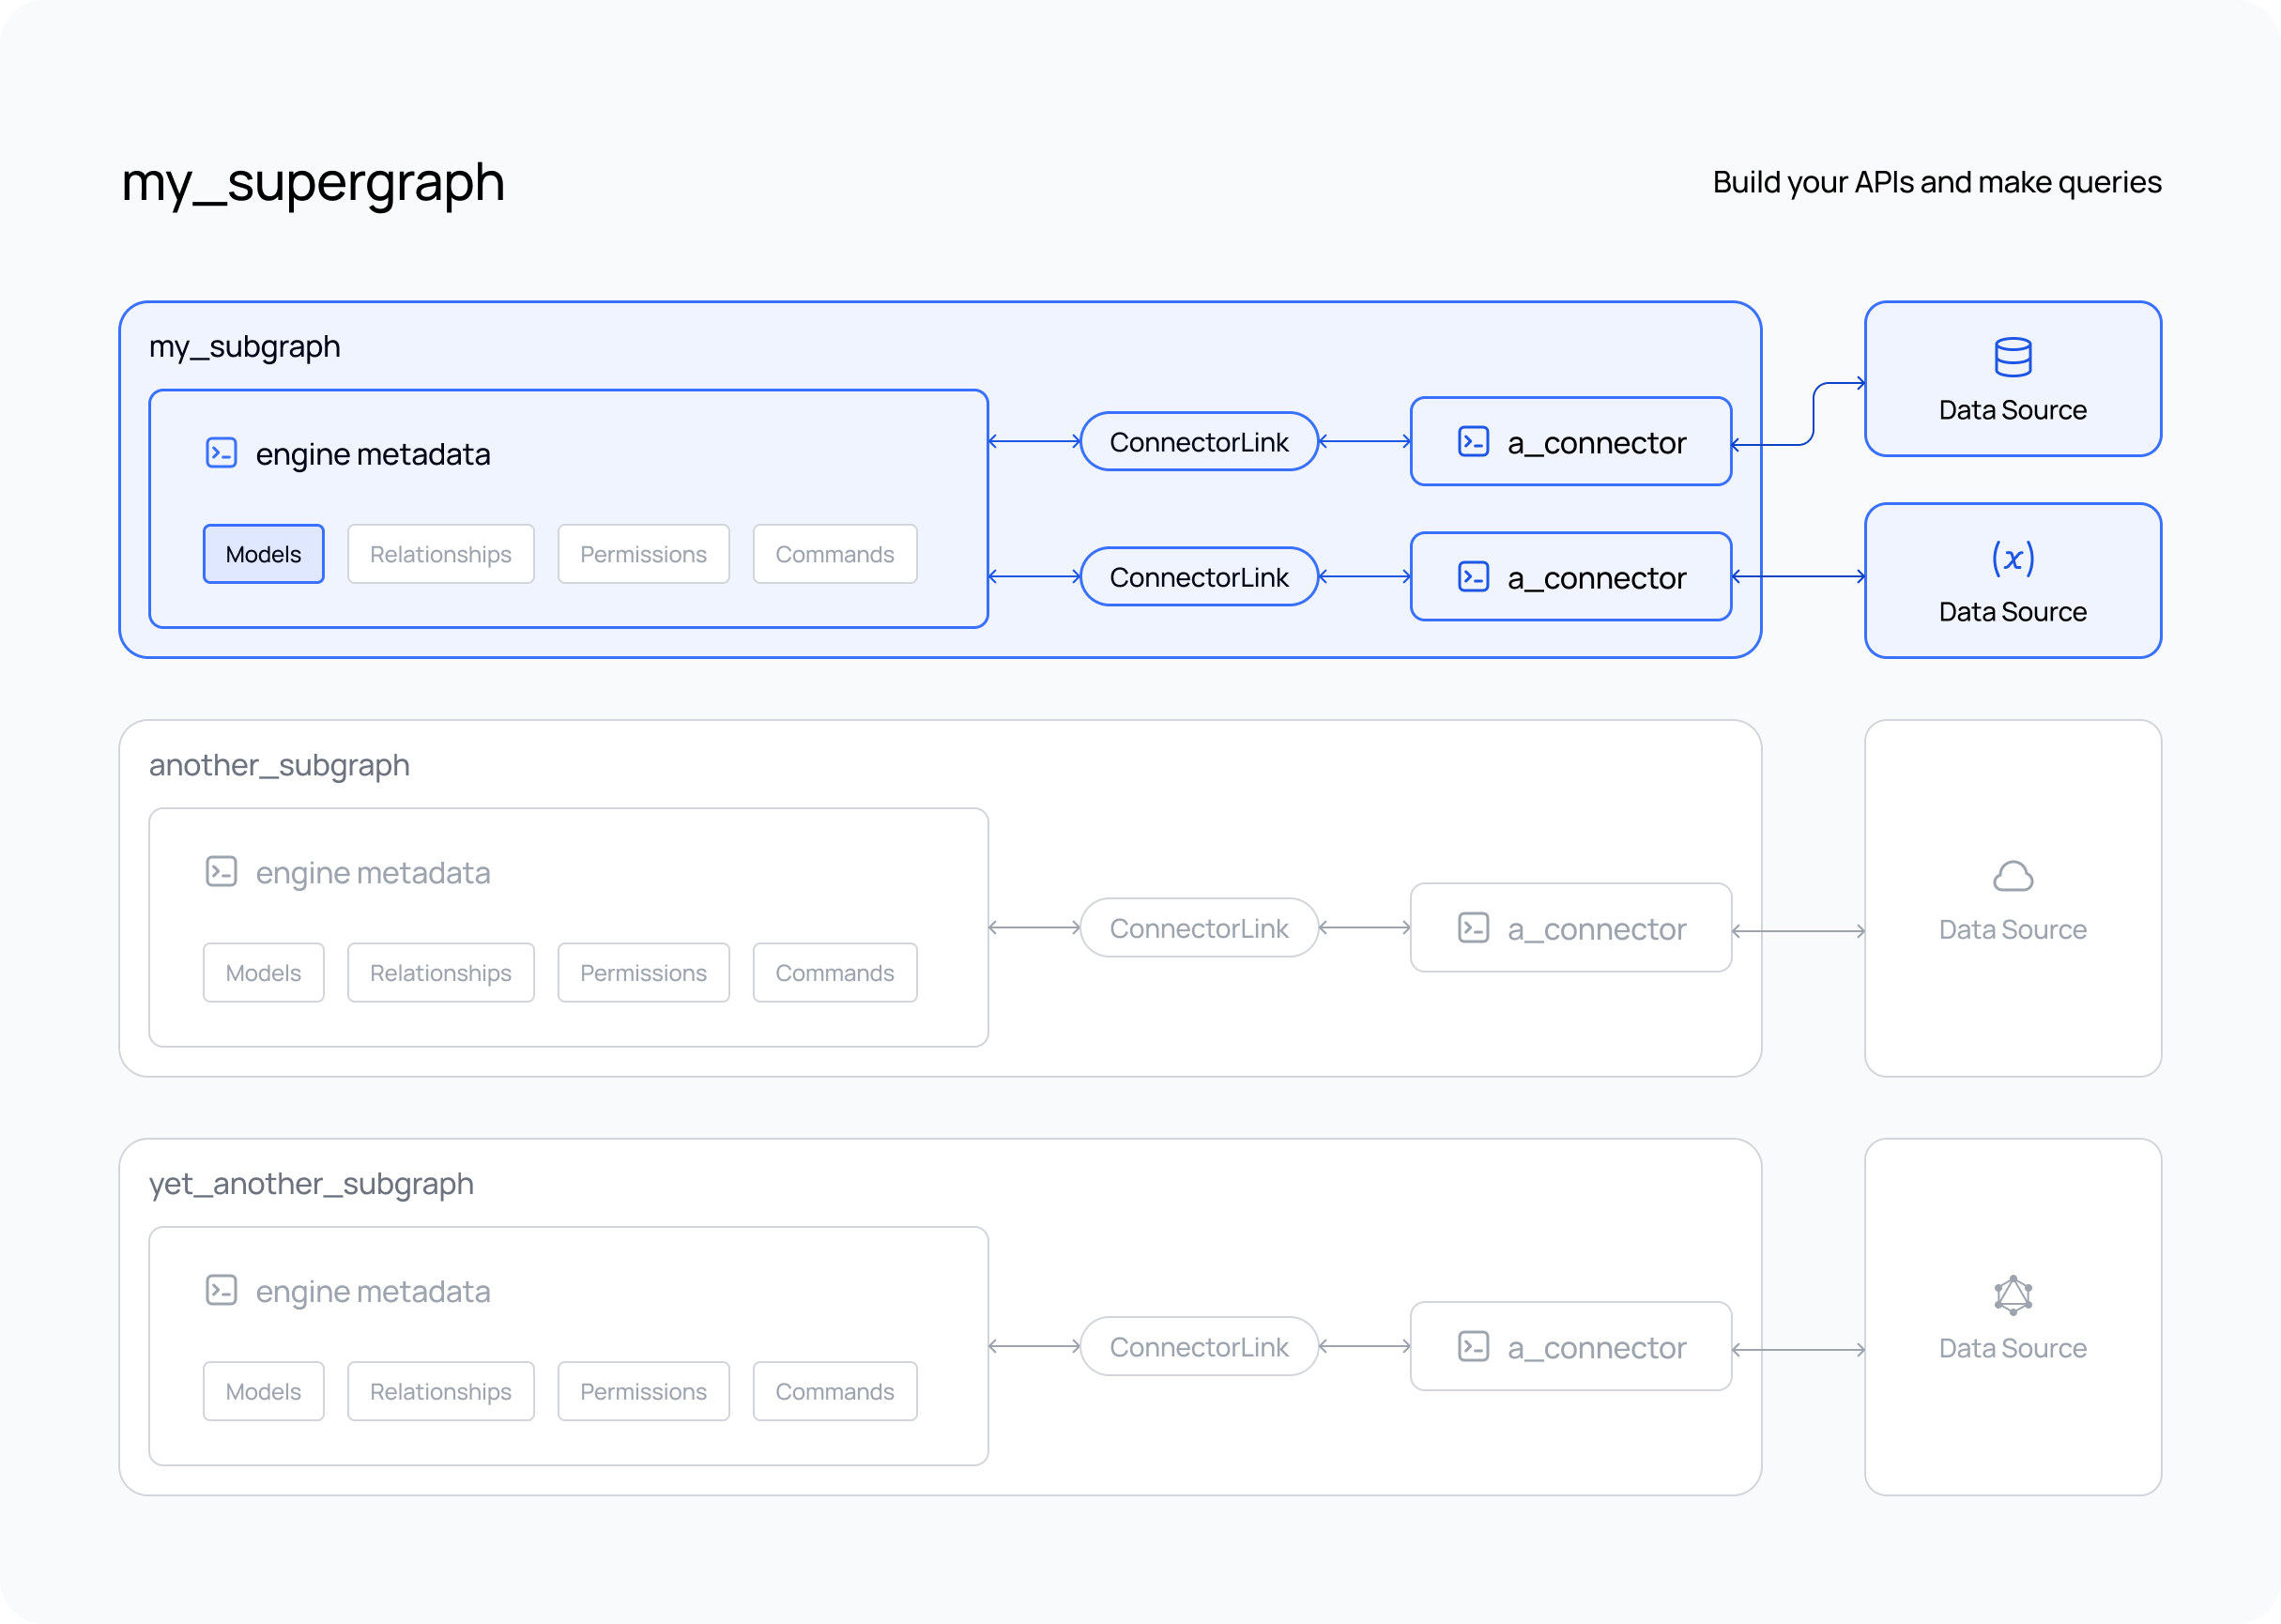 my_supergraph
Build your APIs and make queries
my_subgraph
engine metadata
Models
Relationships
Permissions
Commands
ConnectorLink
a_connector
ConnectorLink
a_connector
Data Source
(x)
Data Source
another_subgraph
engine metadata
Models
Relationships
Permissions
Commands
ConnectorLink
a_connector
Data Source
yet_another_subgraph
engine metadata
Models
Relationships
Permissions
Commands
ConnectorLink
a_connector
Data Source